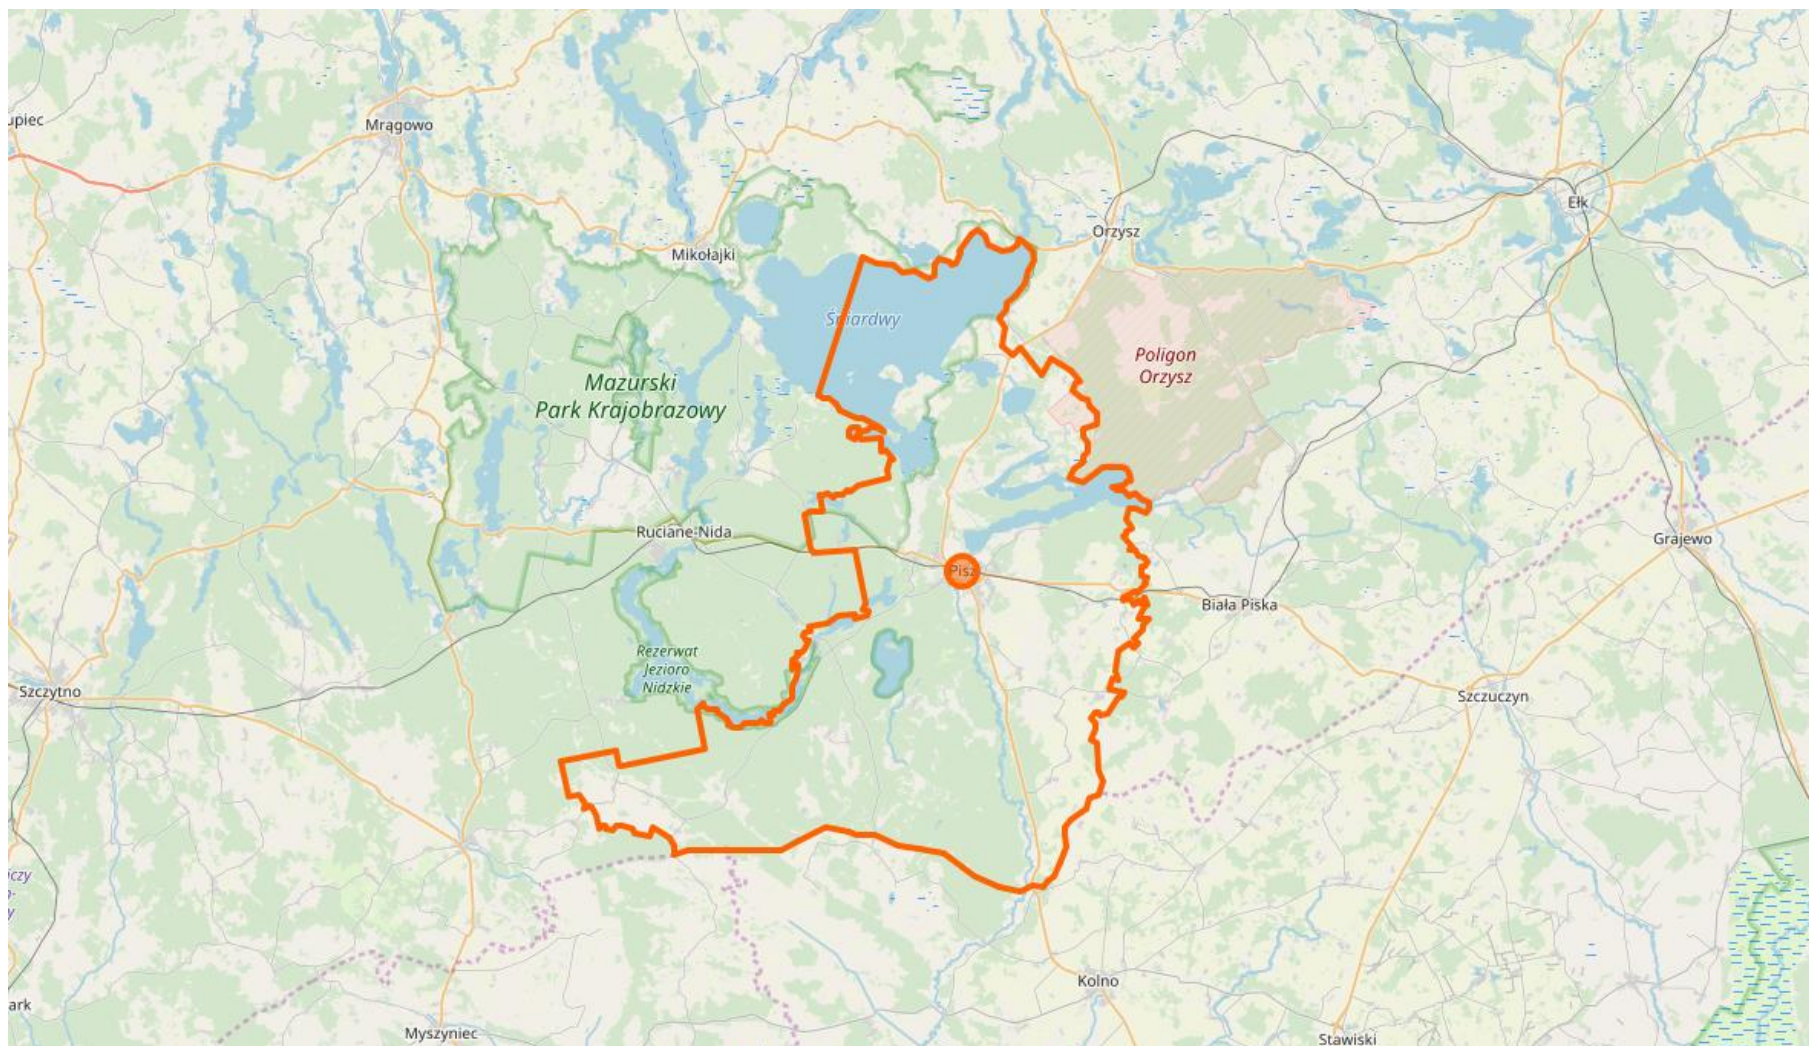 upiec
Mrągowo
Ełk
Orzysz
Mikołajki
Śniardwy
Poligon
Orzysz
Mazurski
Park Krajobrazowy
Ruciane-Nida
Grajewo
Pisz
Biała Piska
Rezerwat
Jezioro
Nidzkie
Szczytno
Szczuczyn
iczy
o-
y
Kolno
ark
Myszyniec
Stawiski